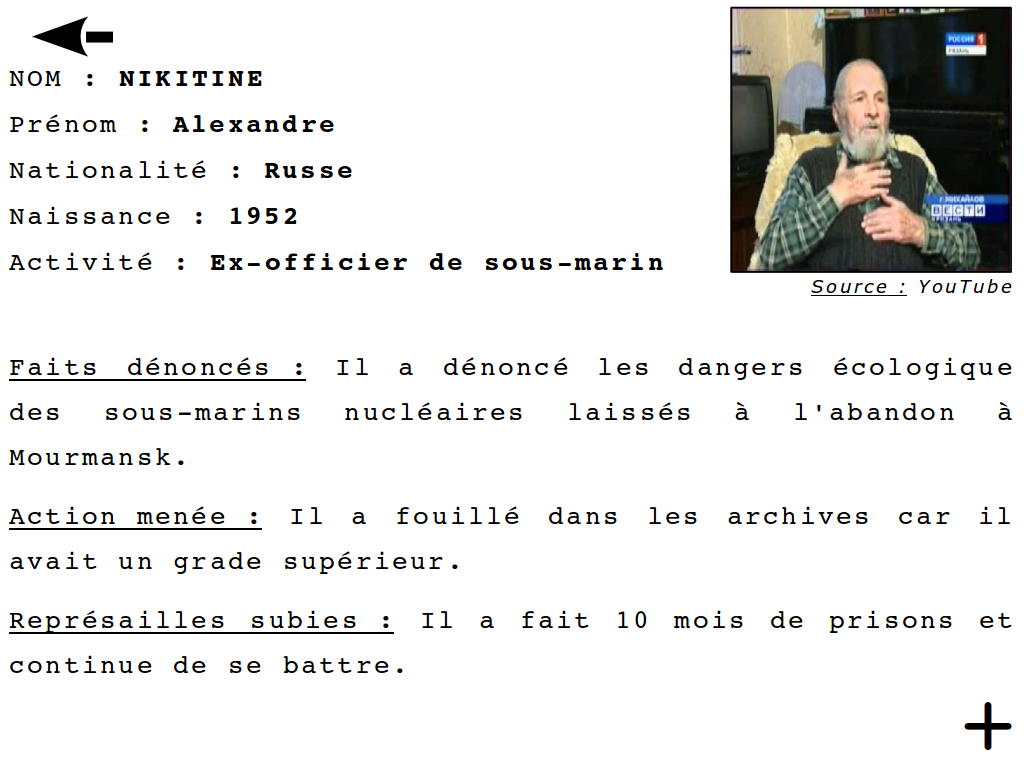 NOM : NIKITINE
Prénom : Alexandre
Nationalité : Russe
Naissance : 1952
Activité : Ex-officier de sous-marin
РОССИЯ 1
РЯЗАНЬ
г.МИХАЙЛОВ
ВЕСТИ
Source : YouTube
Faits dénoncés : Il a dénoncé les dangers écologique
des sous-marins nucléaires laissés à l'abandon à
Mourmansk.
Action menée : Il a fouillé dans les archives car il
avait un grade supérieur.
Représailles subies : Il a fait 10 mois de prisons et
continue de se battre.